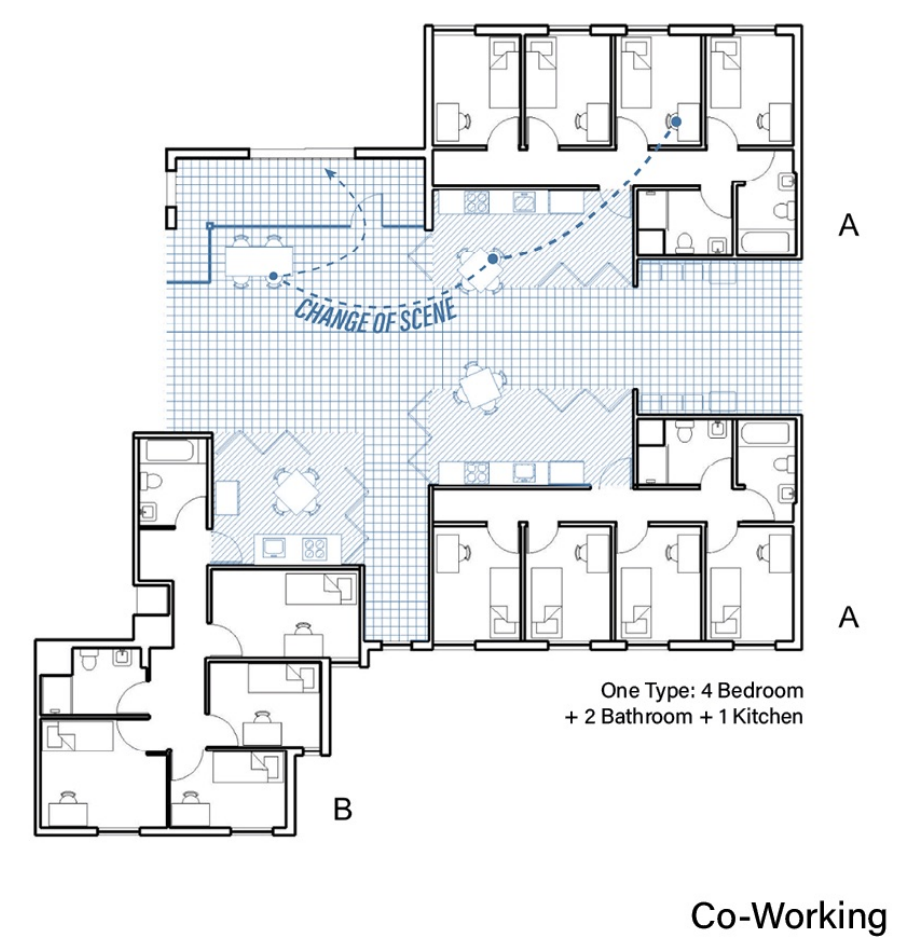 A
CHANGE OF SCENE
A
One Type: 4 Bedroom
+ 2 Bathroom + 1 Kitchen
B
Co-Working